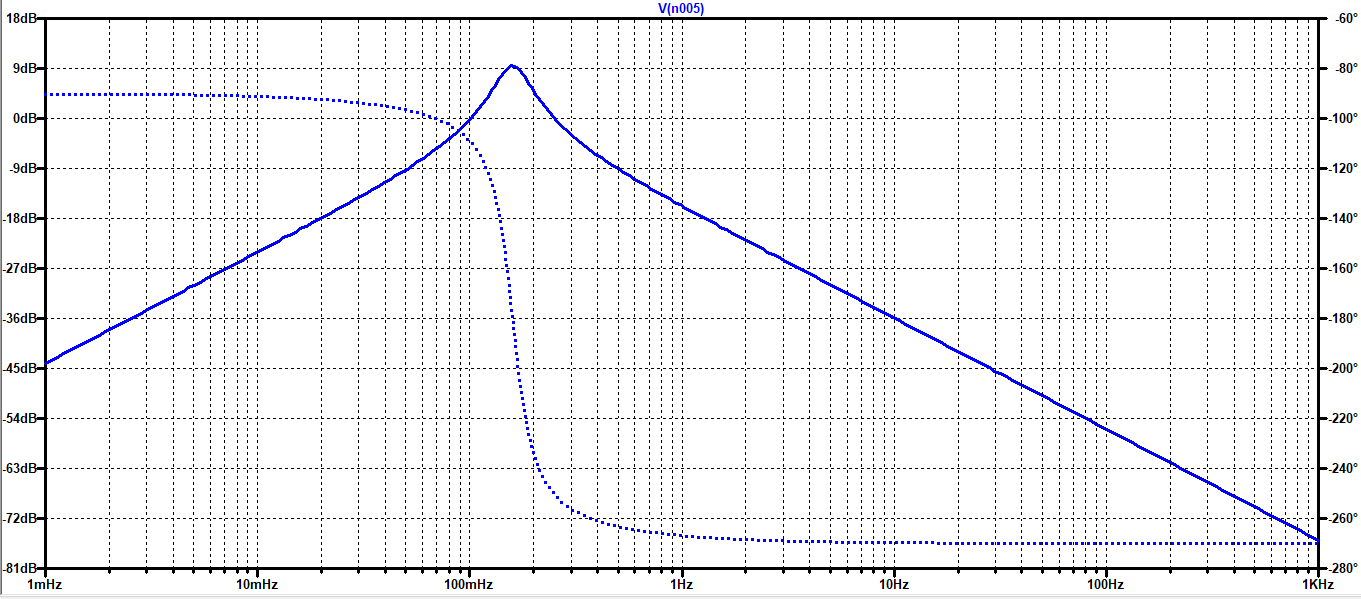 V(n005)
18dB -60°
9dB -80°
0dB -100°
-9dB -120°
-18dB -140°
-27dB -160°
-36dB -180°
-45dB -200°
-54dB -220°
-63dB -240°
-72dB -260°
-81dB -280°
1mHz 10mHz 100mHz 1Hz 10Hz 100Hz 1KHz